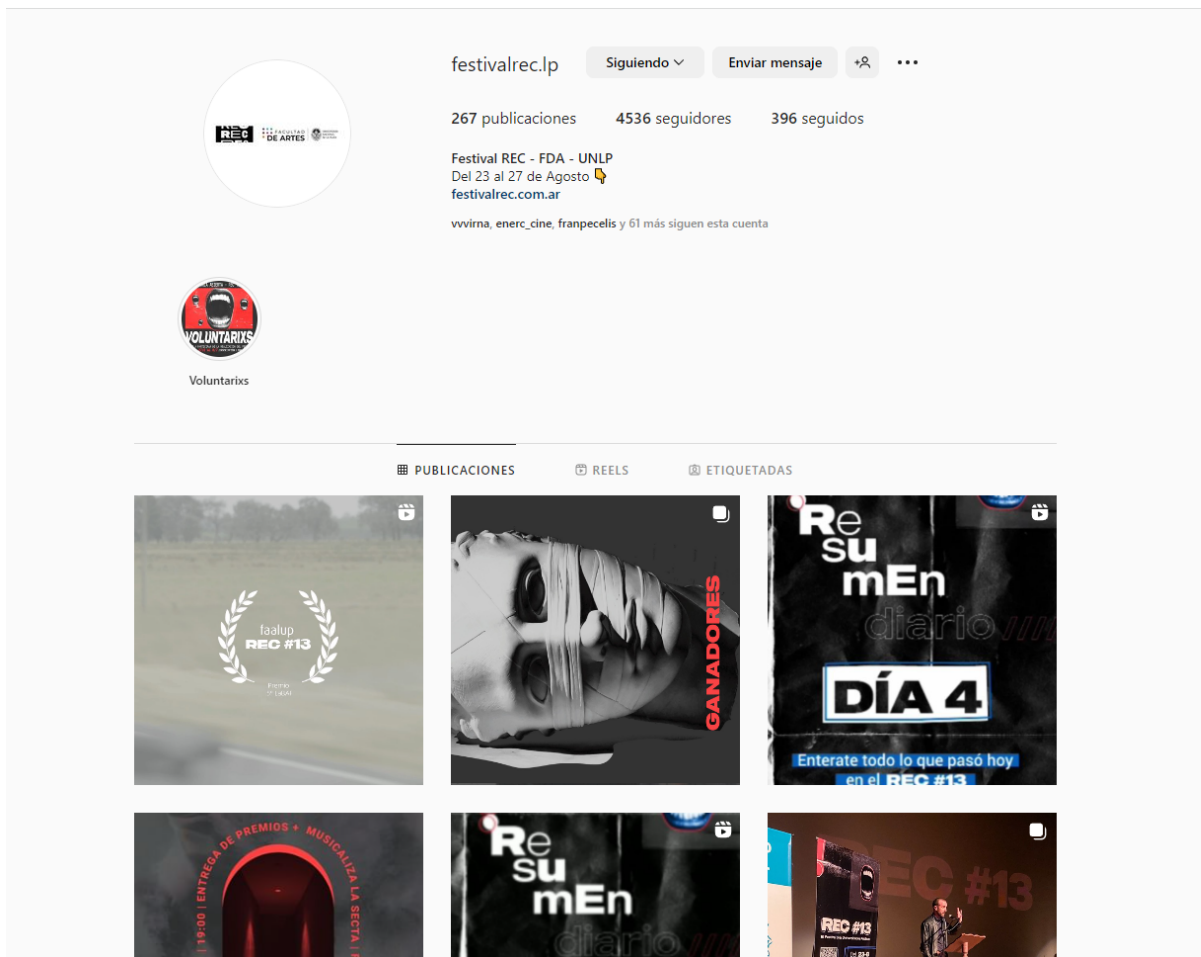 festivalrec.lp Siguiendo Enviar mensaje
267 publicaciones 4536 seguidores 396 seguidos
Festival REC - FDA - UNLP
Del 23 al 27 de Agosto
festivalrec.com.ar
vvvirna, enerc_cine, franpecelis y 61 más siguen esta cuenta
REC FACULTAD
DE ARTES
VOLUNTARIXS
Voluntarixs
PUBLICACIONES REELS ETIQUETADAS
faalup
REC #13
Premio
GANADORES
Re
su
mEn
diario
DÍA 4
Enterate todo lo que pasó hoy
en el REC #13
19:00 | ENTREGA DE PREMIOS + MUSICALIZA LA SECTA |
Re
su
mEn
diario
REC #13
REC #13